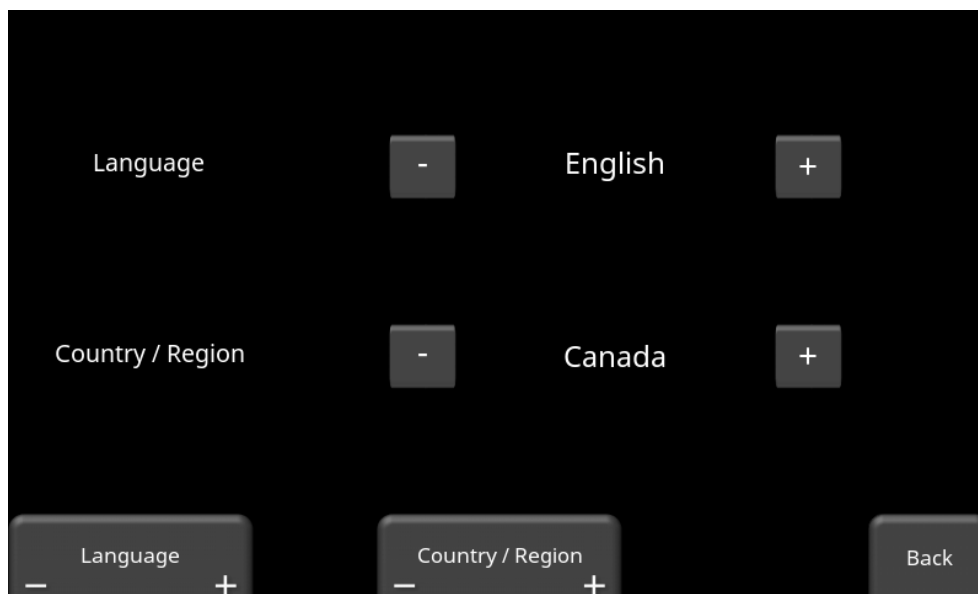 Language - English +
Country / Region - Canada +
Language Country / Region Back
− + − +